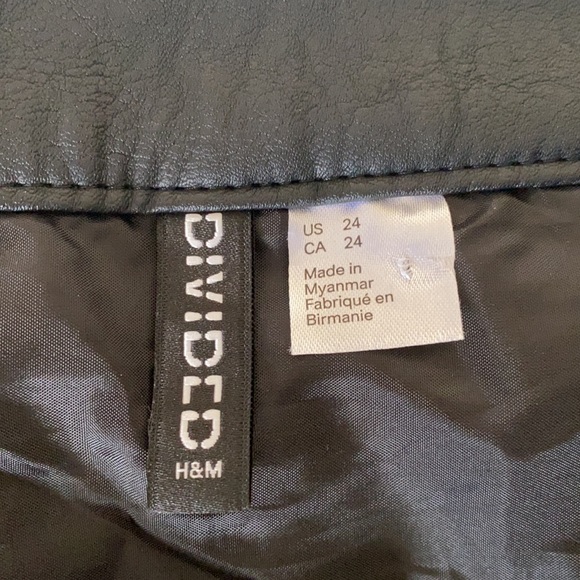 DIVIDED
H&M
US 24
CA 24
Made in
Myanmar
Fabriqué en
Birmanie